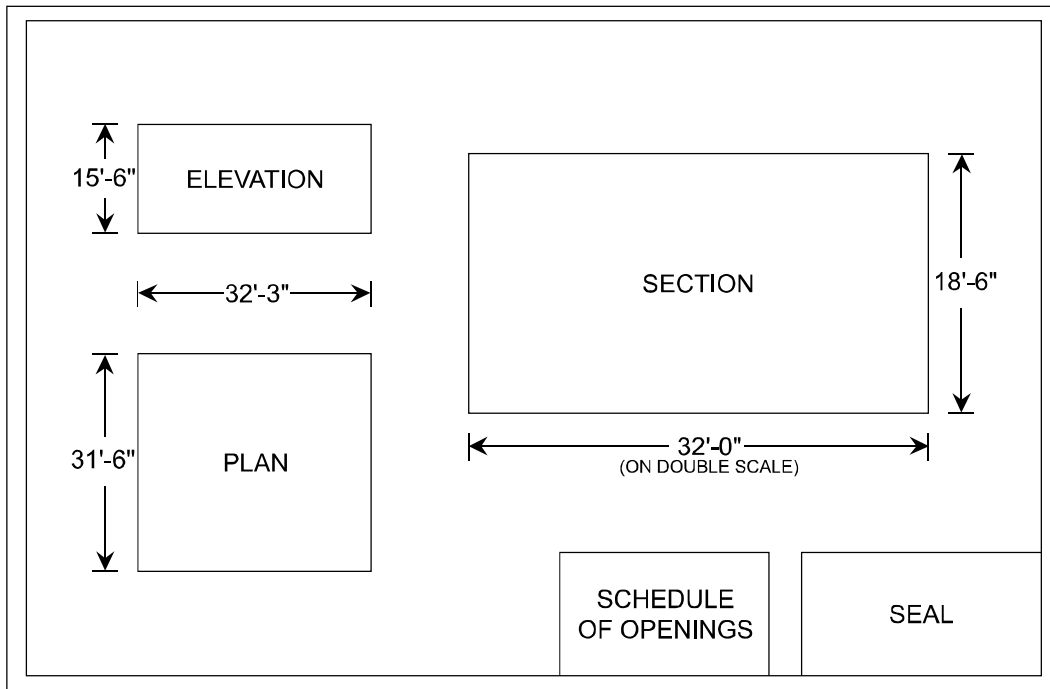 15'-6"
ELEVATION
32'-3"
31'-6"
PLAN
SECTION
18'-6"
32'-0"
(ON DOUBLE SCALE)
SCHEDULE
OF OPENINGS
SEAL